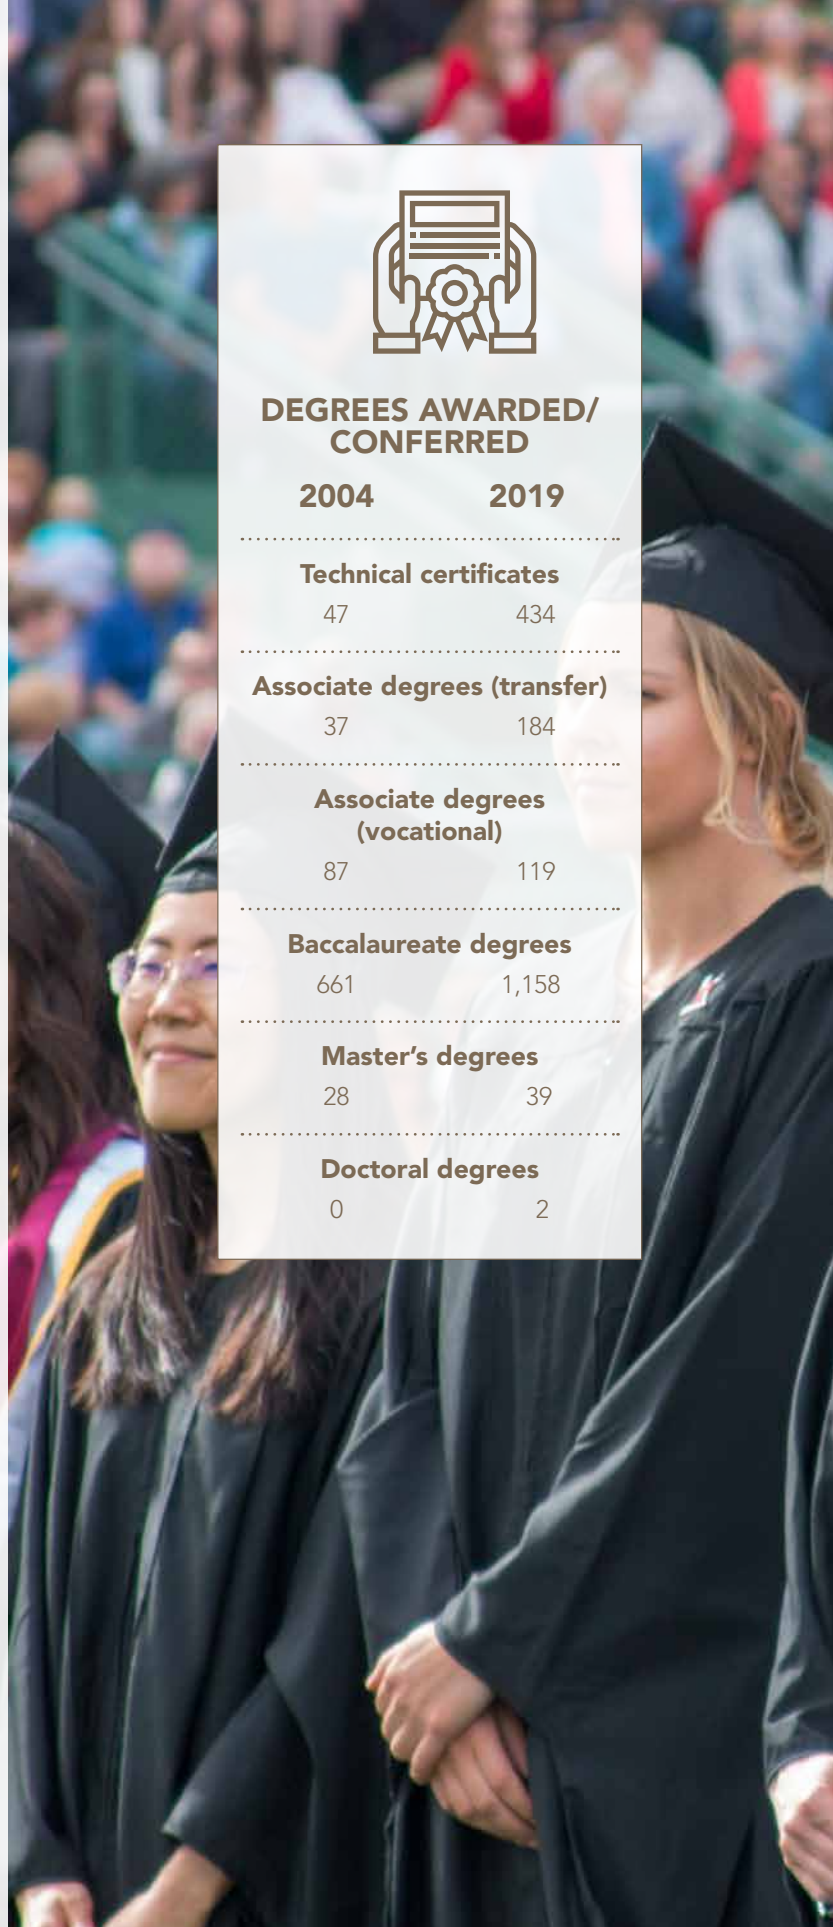 DEGREES AWARDED/
CONFERRED
2004 2019
Technical certificates
47 434
Associate degrees (transfer)
37 184
Associate degrees
(vocational)
87 119
Baccalaureate degrees
661 1,158
Master’s degrees
28 39
Doctoral degrees
0 2